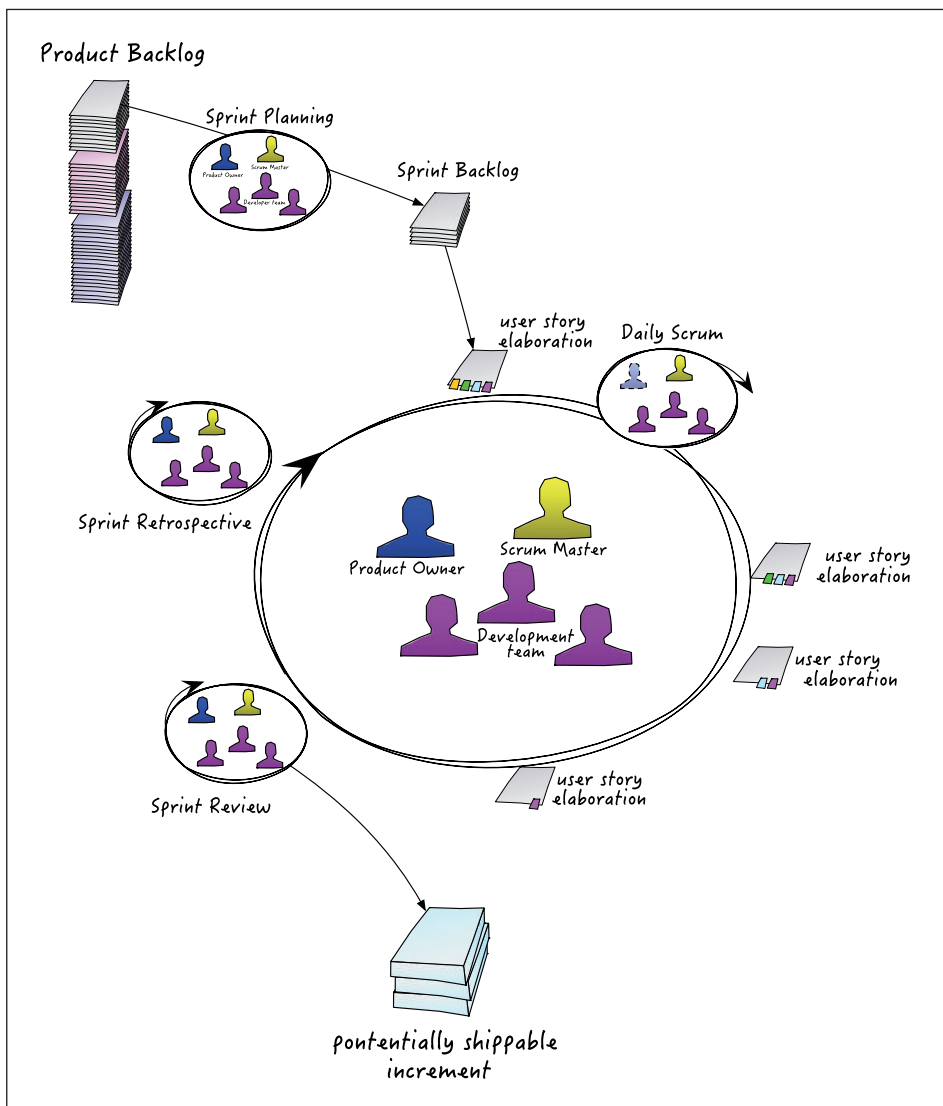 Product Backlog
Sprint Planning
Product Owner
Scrum Master
Developer team
Sprint Backlog
user story
elaboration
Daily Scrum
Sprint Retrospective
Product Owner
Scrum Master
Development
team
user story
elaboration
user story
elaboration
Sprint Review
user story
elaboration
pontentially shippable
increment